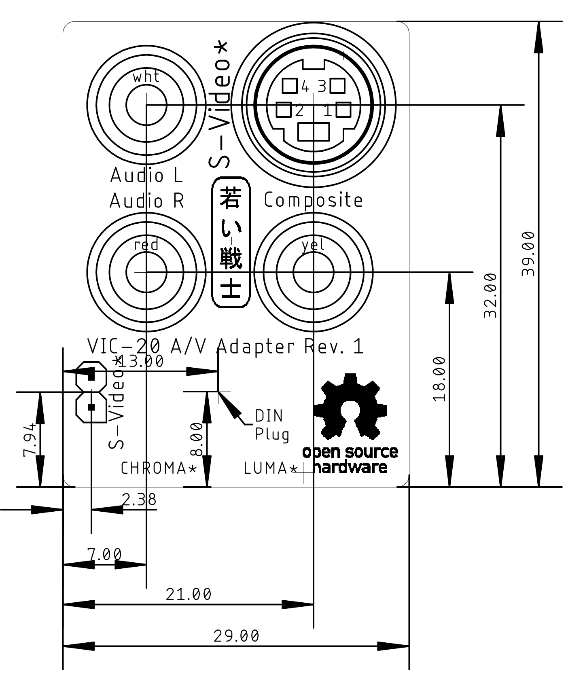 wht
S-Video*
4 3
2 1
Audio L
Audio R
若い戦士
Composite
red
yel
VIC-20 A/V Adapter Rev. 1
13.00
S-Video*
DIN
Plug
7.94
8.00
CHROMA*
LUMA*
open source
hardware
18.00
32.00
39.00
2.38
7.00
21.00
29.00